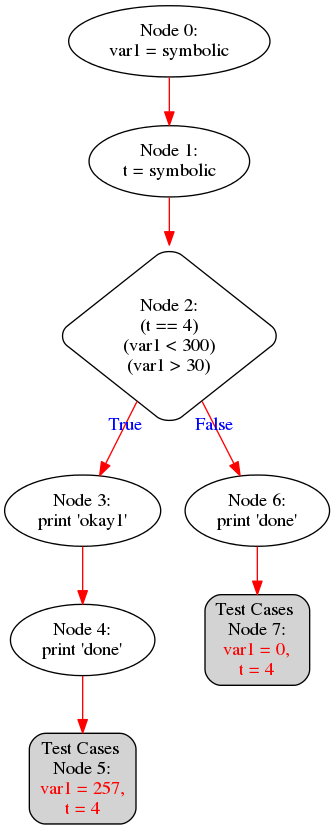 Node 0:
var1 = symbolic
Node 1:
t = symbolic
Node 2:
(t == 4)
(var1 < 300)
(var1 > 30)
True
False
Node 3:
print 'okay1'
Node 6:
print 'done'
Node 4:
print 'done'
Test Cases
Node 7:
var1 = 0,
t = 4
Test Cases
Node 5:
var1 = 257,
t = 4